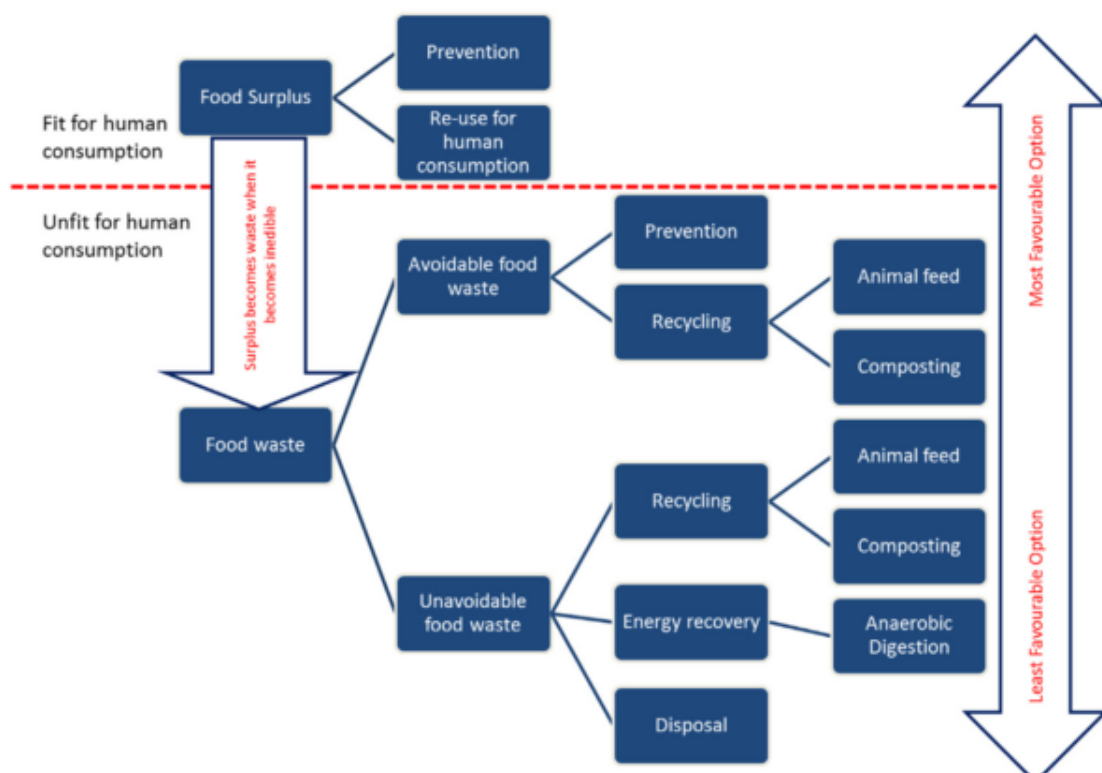 Prevention
Food Surplus
Re-use for
human
consumption
Fit for human
consumption
Unfit for human
consumption
Surplus becomes waste when it
becomes inedible
Most Favourable Option
Prevention
Avoidable food
waste
Animal feed
Recycling
Composting
Food waste
Animal feed
Recycling
Composting
Unavoidable
food waste
Energy recovery
Anaerobic
Digestion
Disposal
Least Favourable Option